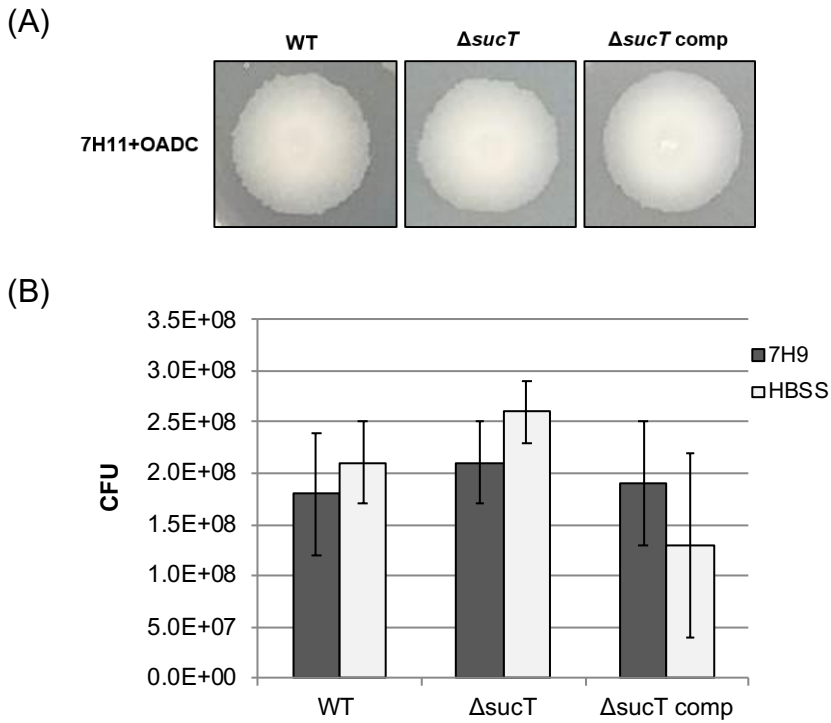 (A)
WT
ΔsucT
ΔsucT comp
7H11+OADC
(B)
3.5E+08
3.0E+08
2.5E+08
2.0E+08
1.5E+08
1.0E+08
5.0E+07
0.0E+00
CFU
7H9
HBSS
WT
ΔsucT
ΔsucT comp